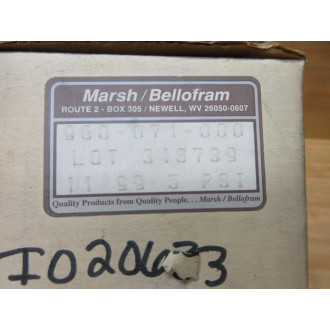 Marsh / Bellofram
ROUTE 2 - BOX 305 / NEWELL, WV 26050-0607
960-071-000
LOT 313739
11 99 5 PSI
Quality Products from Quality People. . . Marsh / Bellofram
IO20633